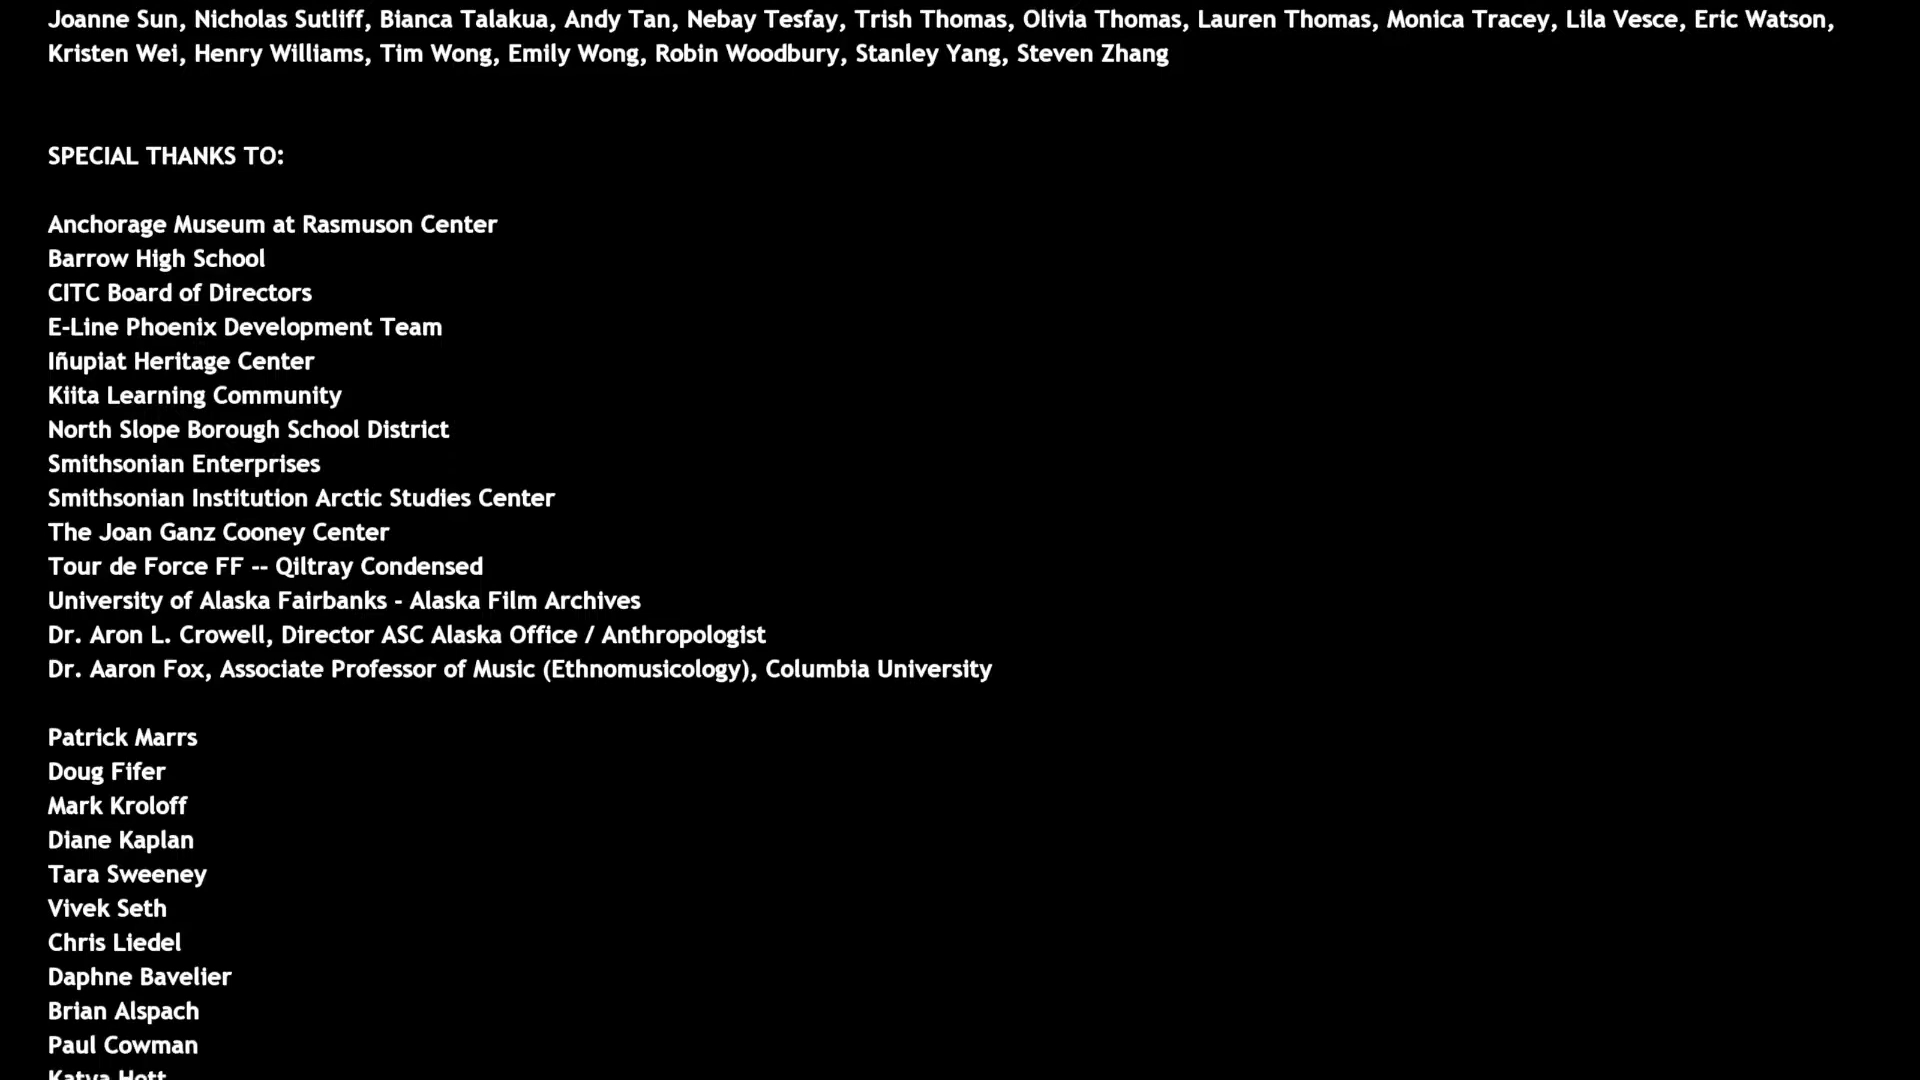 Joanne Sun, Nicholas Sutliff, Bianca Talakua, Andy Tan, Nebay Tesfay, Trish Thomas, Olivia Thomas, Lauren Thomas, Monica Tracey, Lila Vesce, Eric Watson,
Kristen Wei, Henry Williams, Tim Wong, Emily Wong, Robin Woodbury, Stanley Yang, Steven Zhang
SPECIAL THANKS TO:
Anchorage Museum at Rasmuson Center
Barrow High School
CITC Board of Directors
E-Line Phoenix Development Team
Iñupiat Heritage Center
Kiita Learning Community
North Slope Borough School District
Smithsonian Enterprises
Smithsonian Institution Arctic Studies Center
The Joan Ganz Cooney Center
Tour de Force FF -- Qiltray Condensed
University of Alaska Fairbanks - Alaska Film Archives
Dr. Aron L. Crowell, Director ASC Alaska Office / Anthropologist
Dr. Aaron Fox, Associate Professor of Music (Ethnomusicology), Columbia University
Patrick Marrs
Doug Fifer
Mark Kroloff
Diane Kaplan
Tara Sweeney
Vivek Seth
Chris Liedel
Daphne Bavelier
Brian Alspach
Paul Cowman
Katya Hott